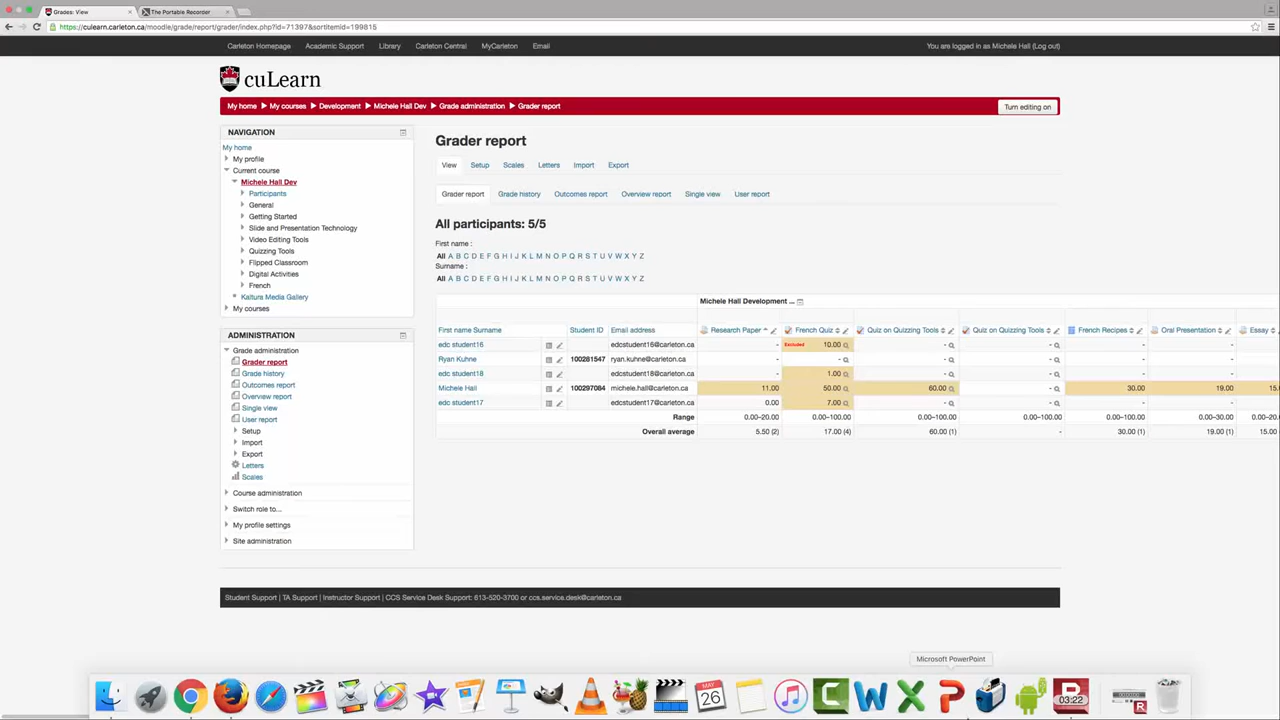 Grades: View
The Portable Recorder
https://culearn.carleton.ca/moodle/grade/report/grader/index.php?id=71397&sortitemid=199815
Carleton Homepage Academic Support Library Carleton Central MyCarleton Email You are logged in as Michele Hall (Log out)
cuLearn
My home My courses Development Michele Hall Dev Grade administration Grader report Turn editing on
NAVIGATION
My home
My profile
Current course
Michele Hall Dev
Participants
General
Getting Started
Slide and Presentation Technology
Video Editing Tools
Quizzing Tools
Flipped Classroom
Digital Activities
French
Kaltura Media Gallery
My courses
ADMINISTRATION
Grade administration
Grader report
Grade history
Outcomes report
Overview report
Single view
User report
Setup
Import
Export
Letters
Scales
Course administration
Switch role to...
My profile settings
Site administration
Grader report
View Setup Scales Letters Import Export
Grader report Grade history Outcomes report Overview report Single view User report
All participants: 5/5
First name :
All A B C D E F G H I J K L M N O P Q R S T U V W X Y Z
Surname :
All A B C D E F G H I J K L M N O P Q R S T U V W X Y Z
Michele Hall Development ...
First name Surname Student ID Email address Research Paper French Quiz Quiz on Quizzing Tools Quiz on Quizzing Tools French Recipes Oral Presentation Essay
edc student16 edcstudent16@carleton.ca - Excluded 10.00 - - - -
Ryan Kuhne 100281547 ryan.kuhne@carleton.ca - - - - - -
edc student18 edcstudent18@carleton.ca - 1.00 - - - -
Michele Hall 100297084 michele.hall@carleton.ca 11.00 50.00 60.00 - 30.00 19.00 15.0
edc student17 edcstudent17@carleton.ca 0.00 7.00 - - - -
Range 0.00–20.00 0.00–100.00 0.00–100.00 0.00–100.00 0.00–100.00 0.00–30.00 0.00–20.
Overall average 5.50 (2) 17.00 (4) 60.00 (1) - 30.00 (1) 19.00 (1) 15.00
Student Support | TA Support | Instructor Support | CCS Service Desk Support: 613-520-3700 or ccs.service.desk@carleton.ca
Microsoft PowerPoint
MAY
26
03:22